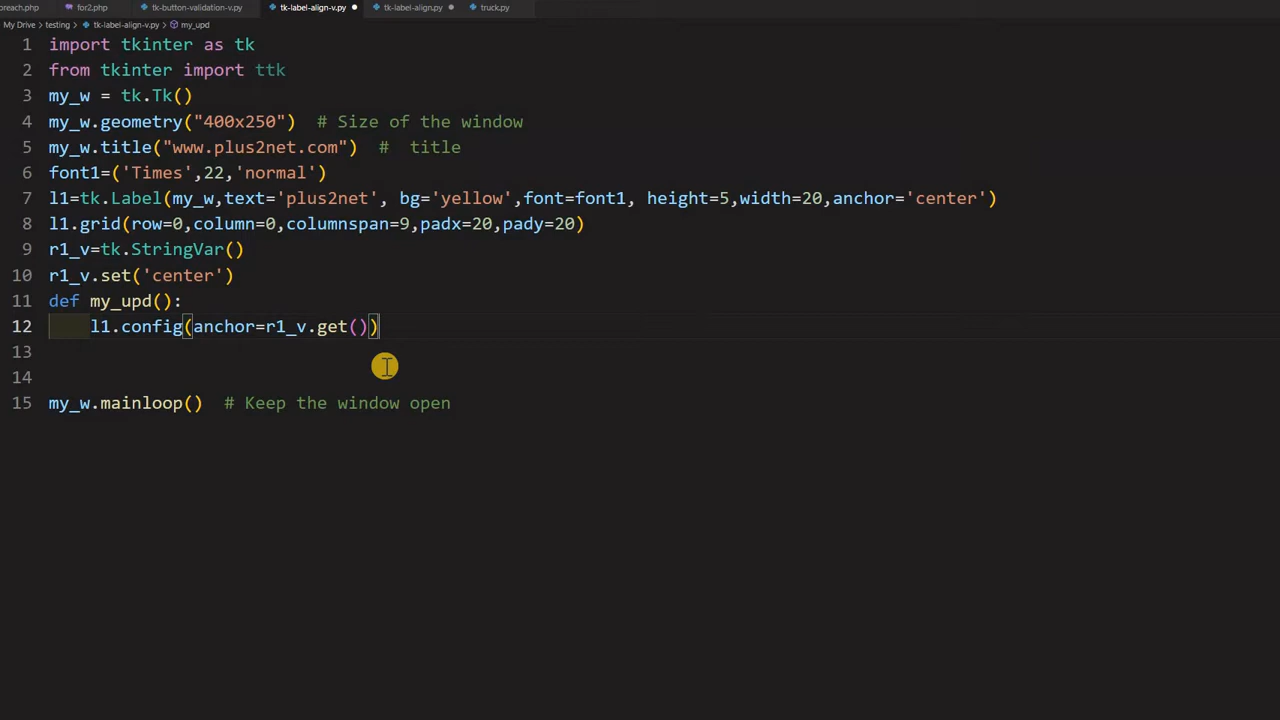 oreach.php for2.php tk-button-validation-v.py tk-label-align-v.py tk-label-align.py truck.py
My Drive › testing › tk-label-align-v.py › my_upd
1 import tkinter as tk
2 from tkinter import ttk
3 my_w = tk.Tk()
4 my_w.geometry("400x250")  # Size of the window
5 my_w.title("www.plus2net.com")  #  title
6 font1=('Times',22,'normal')
7 l1=tk.Label(my_w,text='plus2net', bg='yellow',font=font1, height=5,width=20,anchor='center')
8 l1.grid(row=0,column=0,columnspan=9,padx=20,pady=20)
9 r1_v=tk.StringVar()
10 r1_v.set('center')
11 def my_upd():
12     l1.config(anchor=r1_v.get())
13
14
15 my_w.mainloop()  # Keep the window open